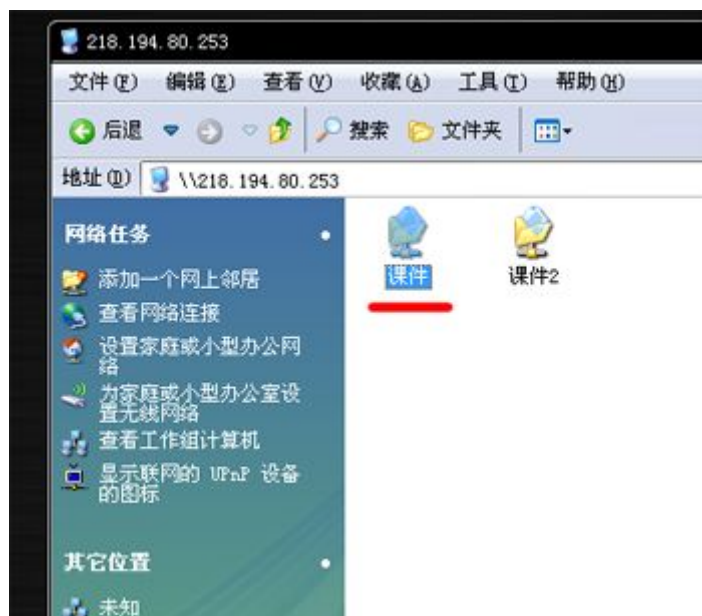 218.194.80.253
文件(F) 编辑(E) 查看(V) 收藏(A) 工具(T) 帮助(H)
后退 搜索 文件夹
地址(D) \\218.194.80.253
网络任务
添加一个网上邻居
查看网络连接
设置家庭或小型办公网
络
为家庭或小型办公室设
置无线网络
查看工作组计算机
显示联网的 UPnP 设备
的图标
其它位置
未知
课件 课件2